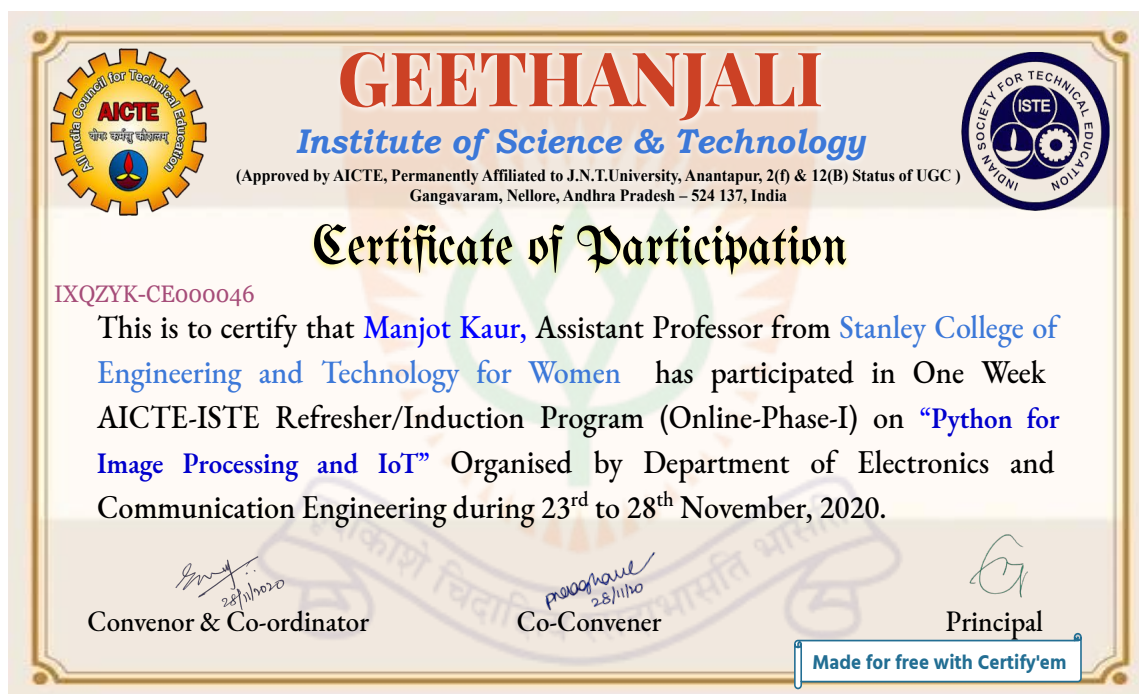 All India Council for Technical Education
AICTE
योगः कर्मसु कौशलम्
GEETHANJALI
Institute of Science & Technology
(Approved by AICTE, Permanently Affiliated to J.N.T.University, Anantapur, 2(f) & 12(B) Status of UGC )
Gangavaram, Nellore, Andhra Pradesh – 524 137, India
INDIAN SOCIETY FOR TECHNICAL EDUCATION
ISTE
Certificate of Participation
IXQZYK-CE000046
This is to certify that Manjot Kaur, Assistant Professor from Stanley College of
Engineering and Technology for Women has participated in One Week
AICTE-ISTE Refresher/Induction Program (Online-Phase-I) on “Python for
Image Processing and IoT” Organised by Department of Electronics and
Communication Engineering during 23rd to 28th November, 2020.
28/11/2020
28/11/20
Convenor & Co-ordinator
Co-Convener
Principal
Made for free with Certify'em